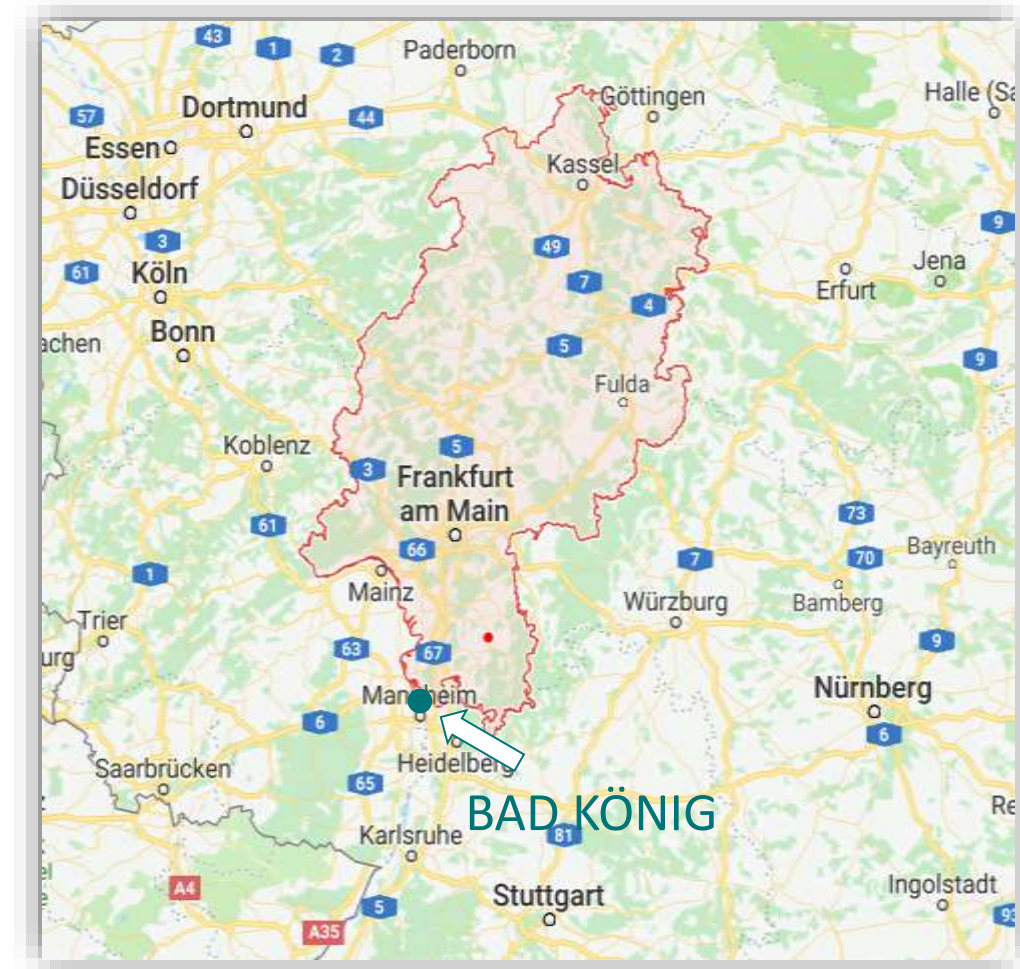 43
1
2
Paderborn
Göttingen
Halle (Sa
57
Dortmund
44
Essen
Kassel
Düsseldorf
3
49
9
61
Köln
7
Jena
Erfurt
4
Bonn
achen
5
9
Fulda
Koblenz
5
3
Frankfurt
am Main
61
73
66
7
70
Bayreuth
1
Mainz
Würzburg
Bamberg
Trier
63
67
9
urg
Mannheim
Nürnberg
6
6
Heidelberg
Saarbrücken
65
BAD KÖNIG
Re
Karlsruhe
81
el
A4
Stuttgart
Ingolstadt
5
A35
93